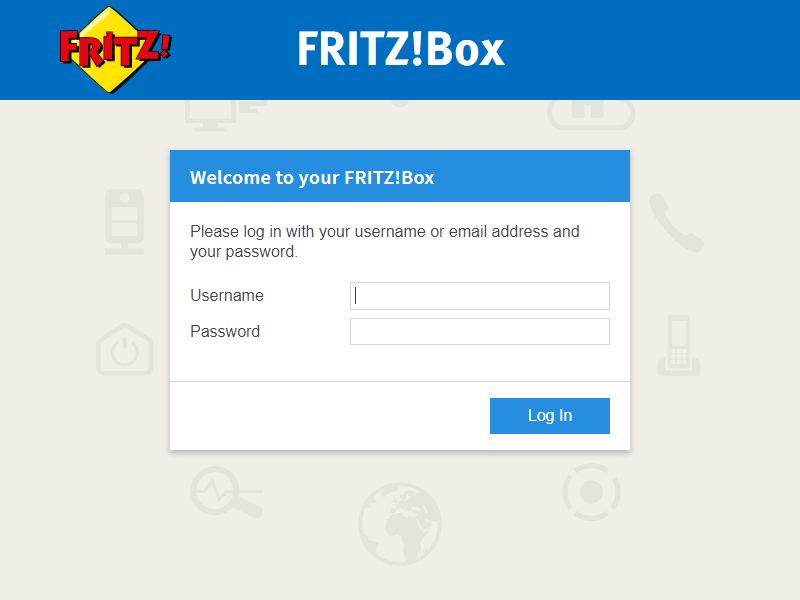 FRITZ!
FRITZ!Box
Welcome to your FRITZ!Box
Please log in with your username or email address and
your password.
Username
Password
Log In